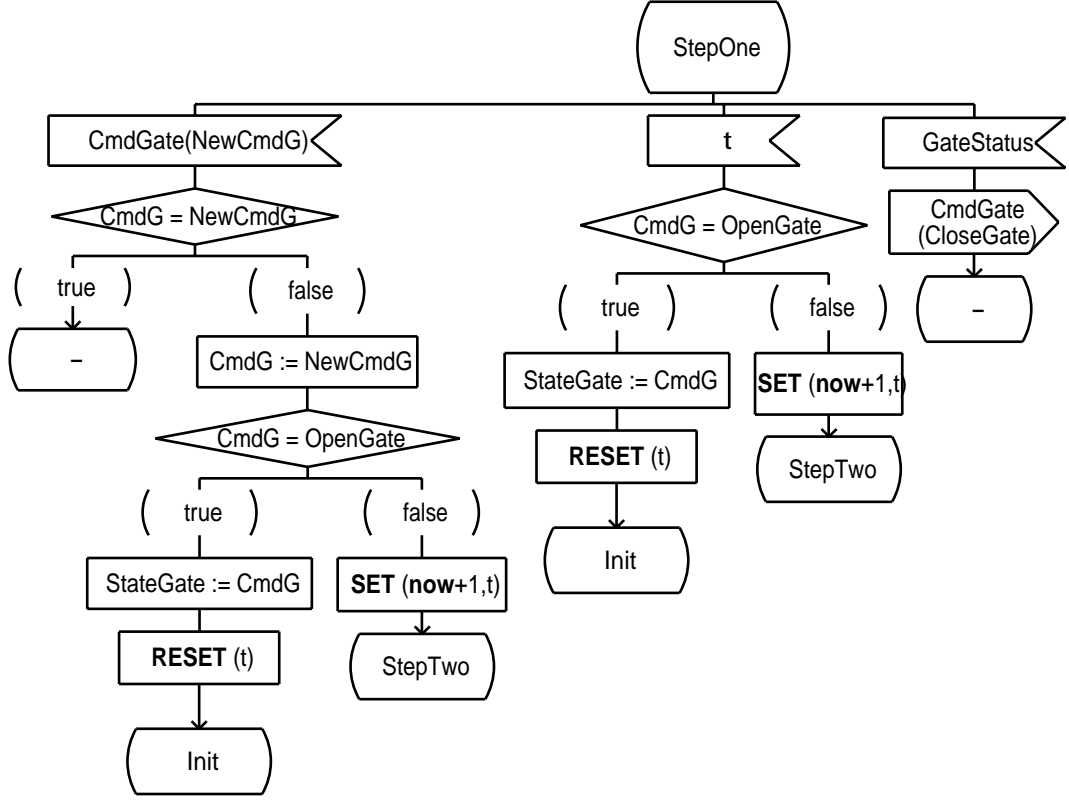 StepOne
CmdGate(NewCmdG)
t
GateStatus
CmdG = NewCmdG
CmdG = OpenGate
CmdGate
(CloseGate)
( true )
( false )
( true )
( false )
–
–
CmdG := NewCmdG
StateGate := CmdG
SET (now+1,t)
CmdG = OpenGate
RESET (t)
StepTwo
( true )
( false )
Init
StateGate := CmdG
SET (now+1,t)
RESET (t)
StepTwo
Init